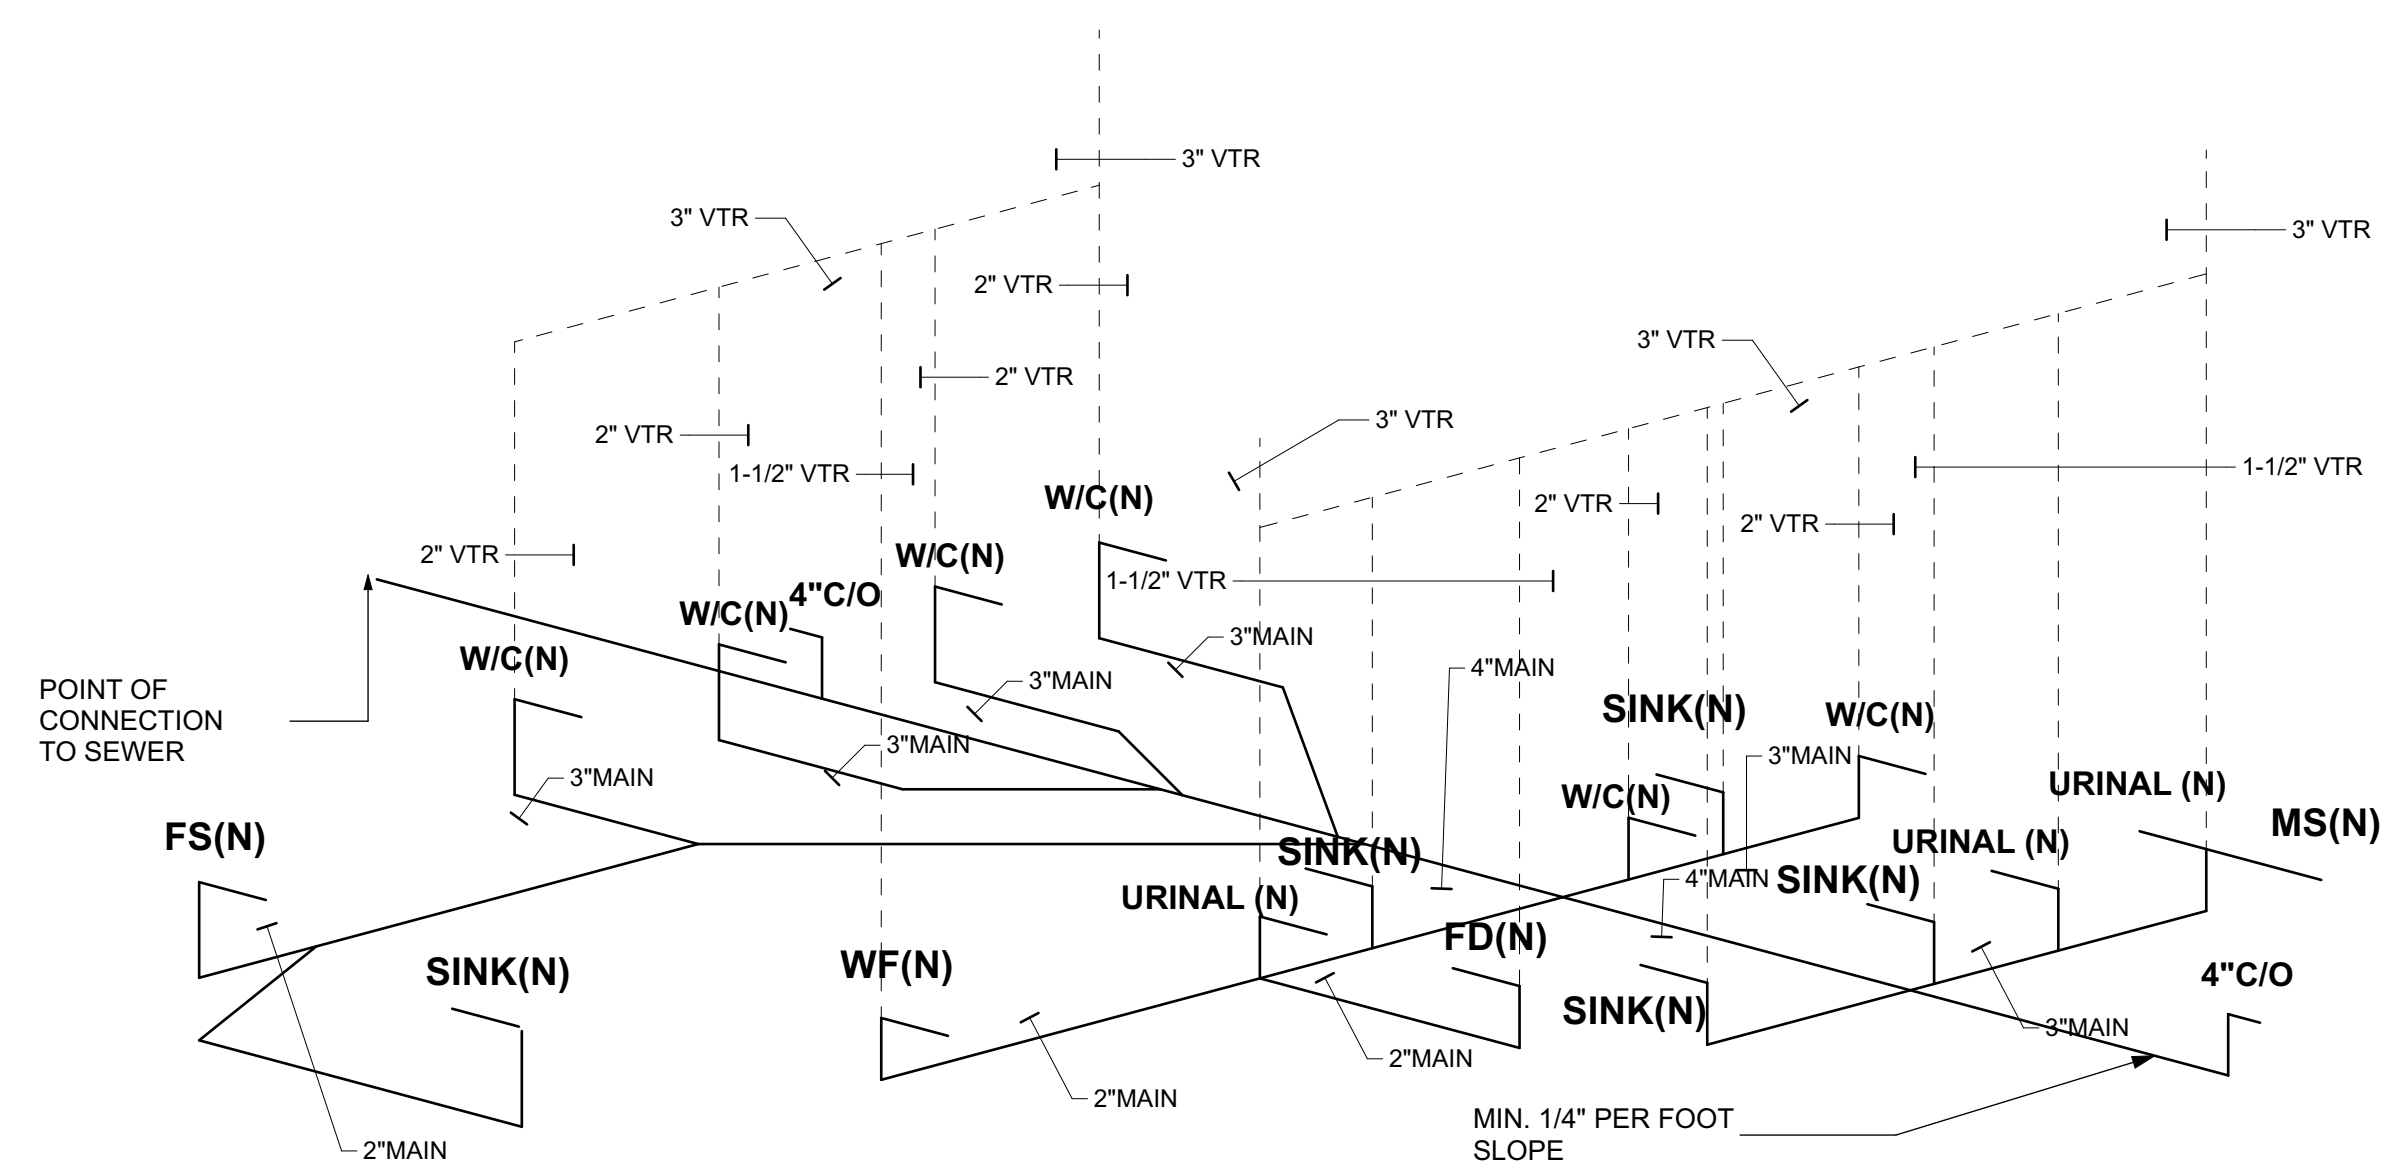 3" VTR
3" VTR
3" VTR
2" VTR
3" VTR
2" VTR
3" VTR
2" VTR
1-1/2" VTR
1-1/2" VTR
W/C(N)
2" VTR
2" VTR
2" VTR
W/C(N)
1-1/2" VTR
4"C/O
W/C(N)
3"MAIN
W/C(N)
4"MAIN
3"MAIN
POINT OF
CONNECTION
TO SEWER
SINK(N)
W/C(N)
3"MAIN
3"MAIN
3"MAIN
URINAL (N)
W/C(N)
MS(N)
FS(N)
URINAL (N)
SINK(N)
4"MAIN
SINK(N)
URINAL (N)
FD(N)
WF(N)
SINK(N)
4"C/O
SINK(N)
3"MAIN
2"MAIN
2"MAIN
MIN. 1/4" PER FOOT
SLOPE
2"MAIN